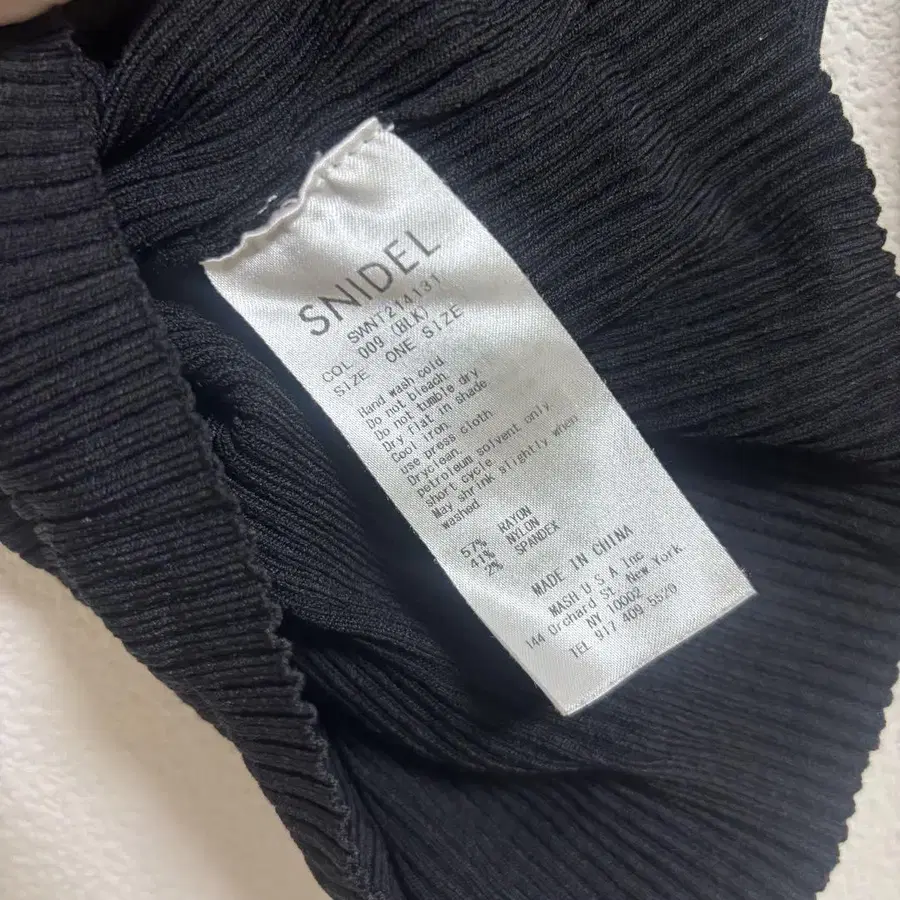 SNIDEL
SWNT214131
COL 009 (BLK)
SIZE ONE SIZE
Hand wash cold
Do not bleach
Do not tumble dry
Dry flat in shade
Cool iron
use press cloth
Dryclean.
petroleum solvent only
short cycle
May shrink slightly when
washed
57% RAYON
41% NYLON
2% SPANDEX
MADE IN CHINA
MASH U S A Inc
144 Orchard St. New York.
NY 10002
TEL 917 409 5529